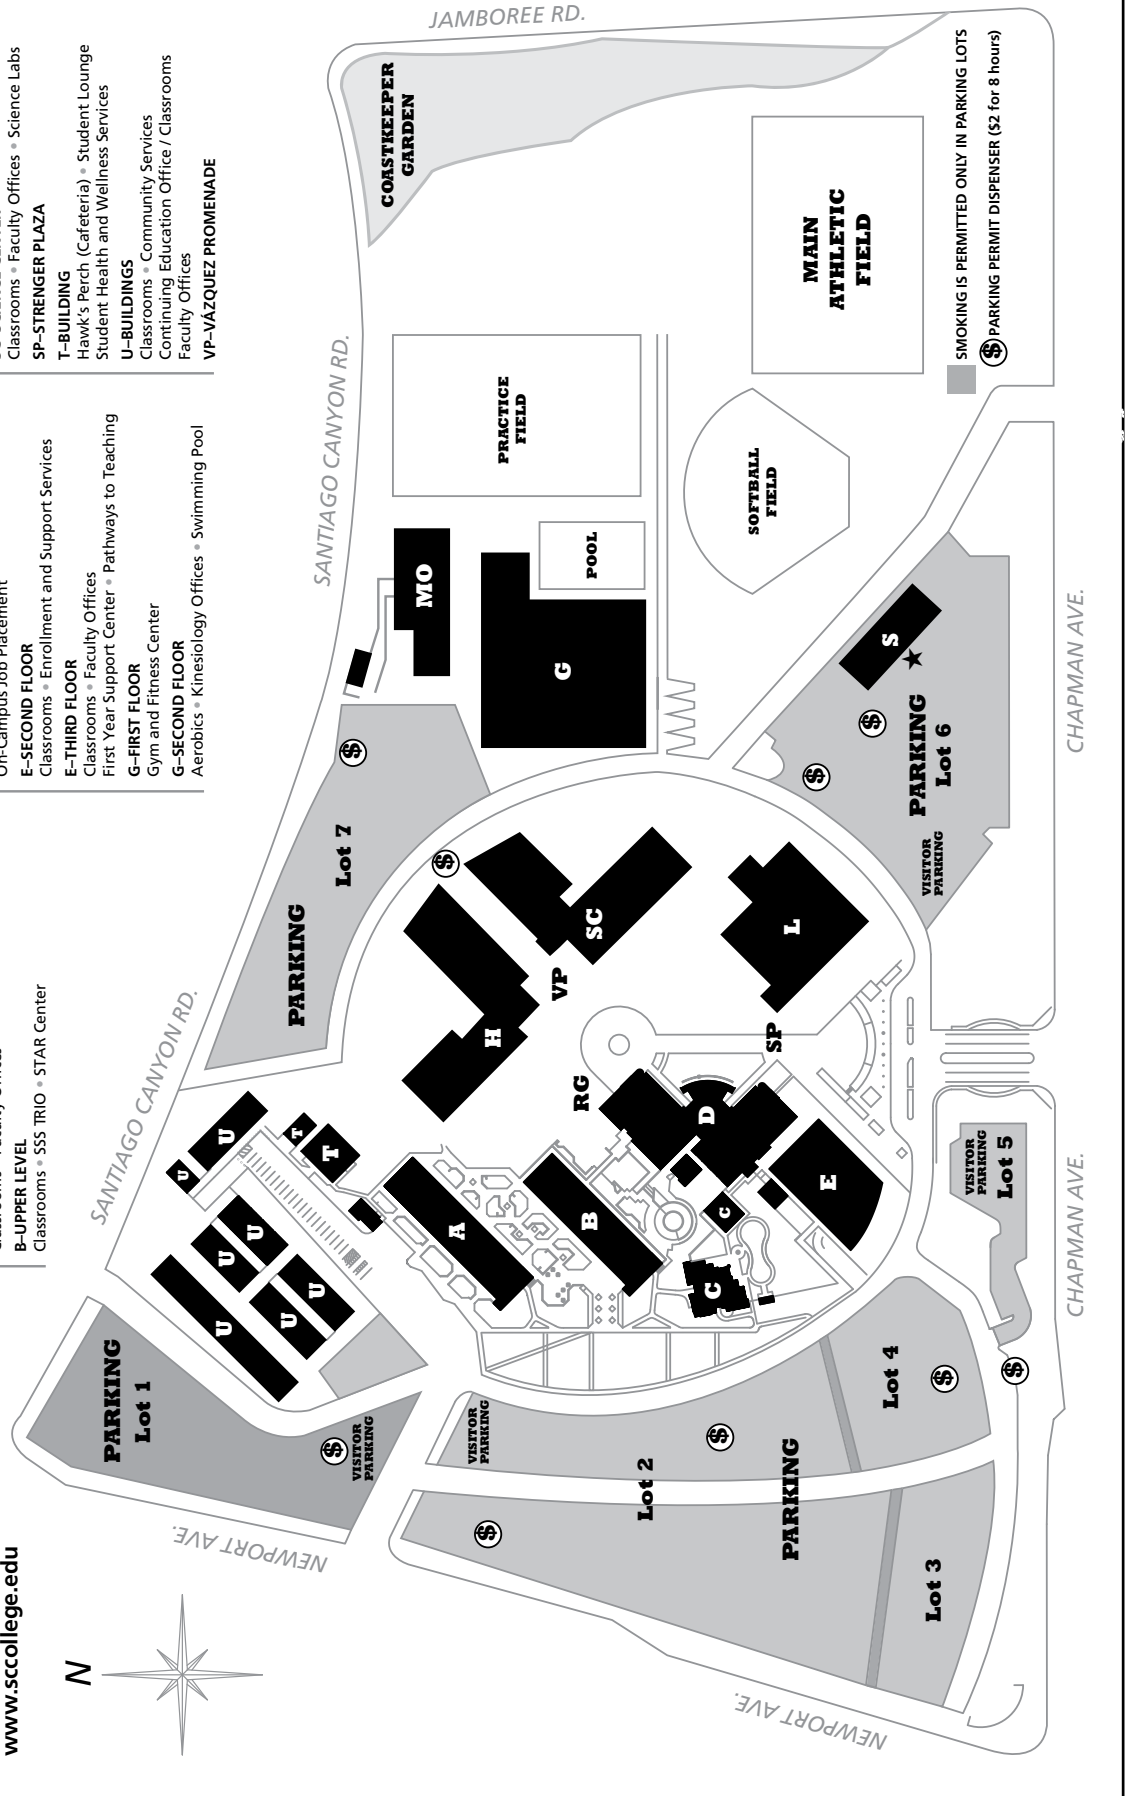 www.sccollege.edu
B–UPPER LEVEL
Classrooms • SSS TRIO • STAR Center
E–SECOND FLOOR
Classrooms • Enrollment and Support Services
E–THIRD FLOOR
Classrooms • Faculty Offices
First Year Support Center • Pathways to Teaching
G–FIRST FLOOR
Gym and Fitness Center
G–SECOND FLOOR
Aerobics • Kinesiology Offices • Swimming Pool
Classrooms • Faculty Offices • Science Labs
SP–STRENGER PLAZA
T–BUILDING
Hawk's Perch (Cafeteria) • Student Lounge
Student Health and Wellness Services
U–BUILDINGS
Classrooms • Community Services
Continuing Education Office / Classrooms
Faculty Offices
VP–VÁZQUEZ PROMENADE
N
NEWPORT AVE.
PARKING
Lot 1
$
VISITOR
PARKING
U
U
U
U
U
U
U
SANTIAGO CANYON RD.
T
T
PARKING
Lot 7
$
$
SANTIAGO CANYON RD.
COASTKEEPER
GARDEN
JAMBOREE RD.
MO
G
POOL
PRACTICE
FIELD
MAIN
ATHLETIC
FIELD
SOFTBALL
FIELD
H
VP
SC
A
B
RG
D
SP
L
C
C
E
VISITOR
PARKING
$
Lot 2
$
PARKING
Lot 4
$
$
Lot 3
VISITOR
PARKING
Lot 5
$
$
S
PARKING
Lot 6
VISITOR
PARKING
NEWPORT AVE.
CHAPMAN AVE.
CHAPMAN AVE.
SMOKING IS PERMITTED ONLY IN PARKING LOTS
$ PARKING PERMIT DISPENSER ($2 for 8 hours)